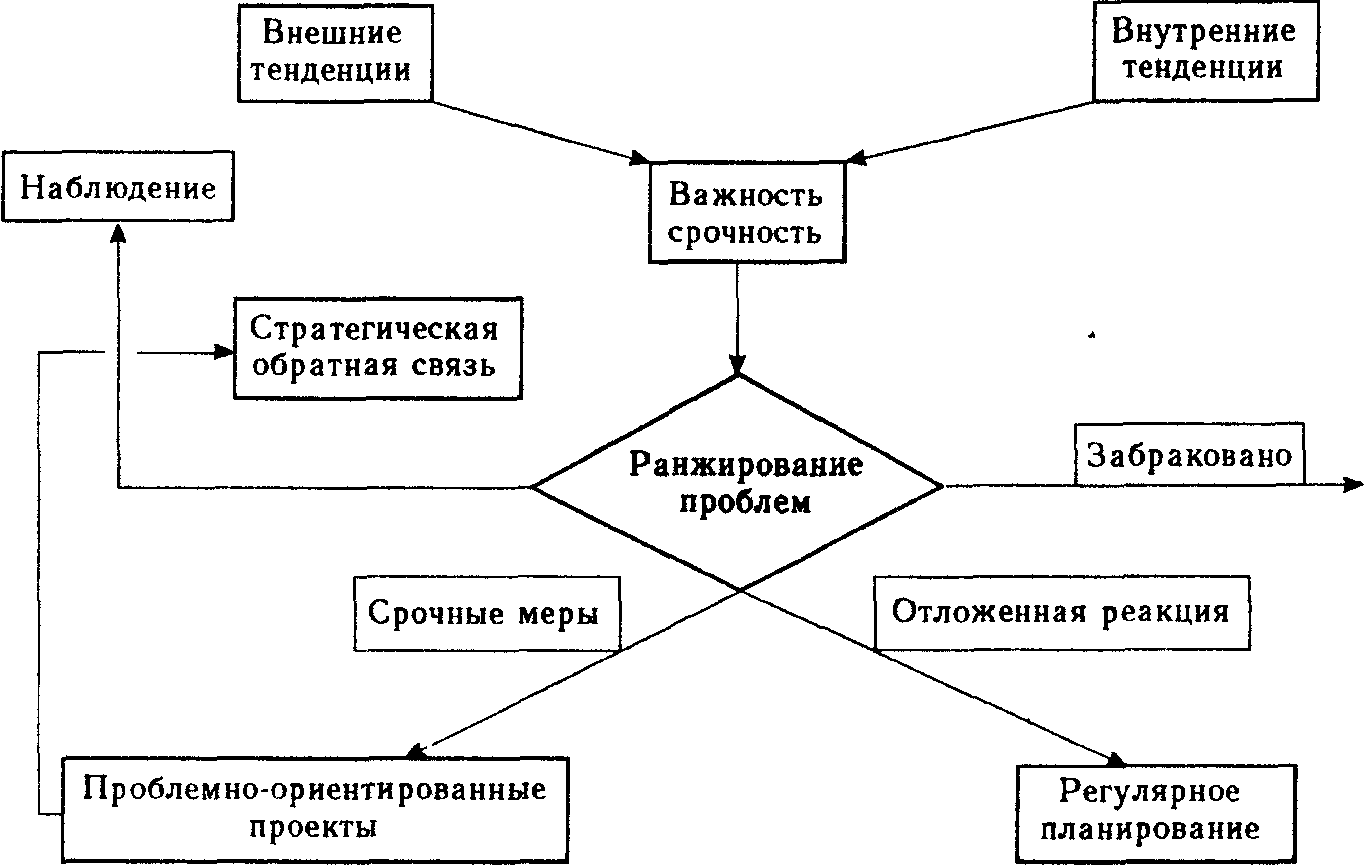 Внешние
тенденции
Внутренние
тенденции
Наблюдение
Важность
срочность
Стратегическая
обратная связь
Ранжирование
проблем
Забраковано
Срочные меры
Отложенная реакция
Проблемно-ориентированные
проекты
Регулярное
планирование